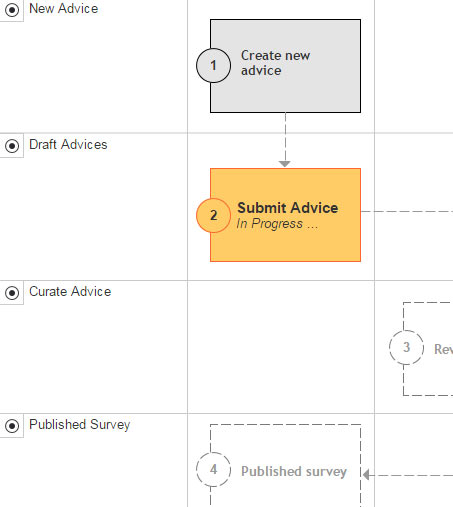 New Advice
1
Create new
advice
Draft Advices
2
Submit Advice
In Progress ...
Curate Advice
3
Rev
Published Survey
4
Published survey